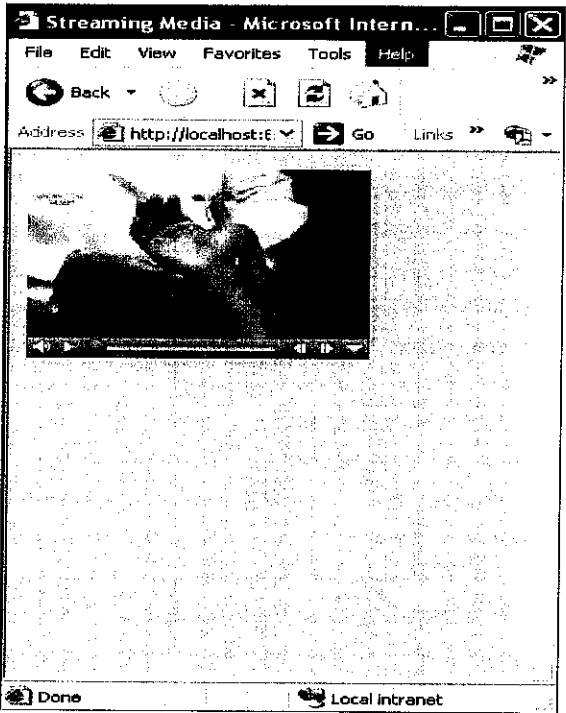 Streaming Media - Microsoft Intern...
File Edit View Favorites Tools Help
Back
Address http://localhost:6 Go Links
Done Local intranet